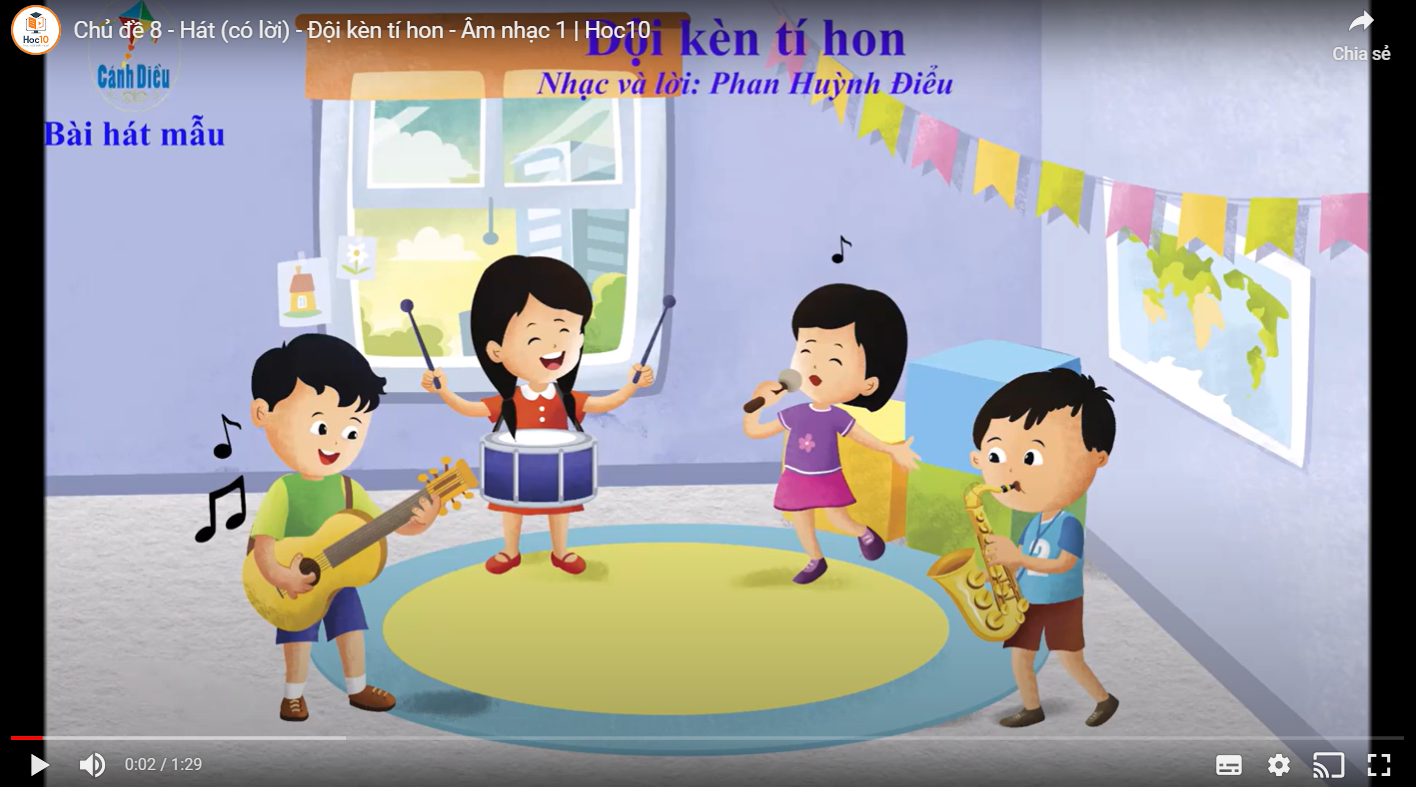 Hoc10
Chủ đề 8 - Hát (có lời) - Đội kèn tí hon - Âm nhạc 1 | Hoc10
Đội kèn tí hon
Chia sẻ
Cánh Diều
Nhạc và lời: Phan Huỳnh Điểu
Bài hát mẫu
0:02 / 1:29